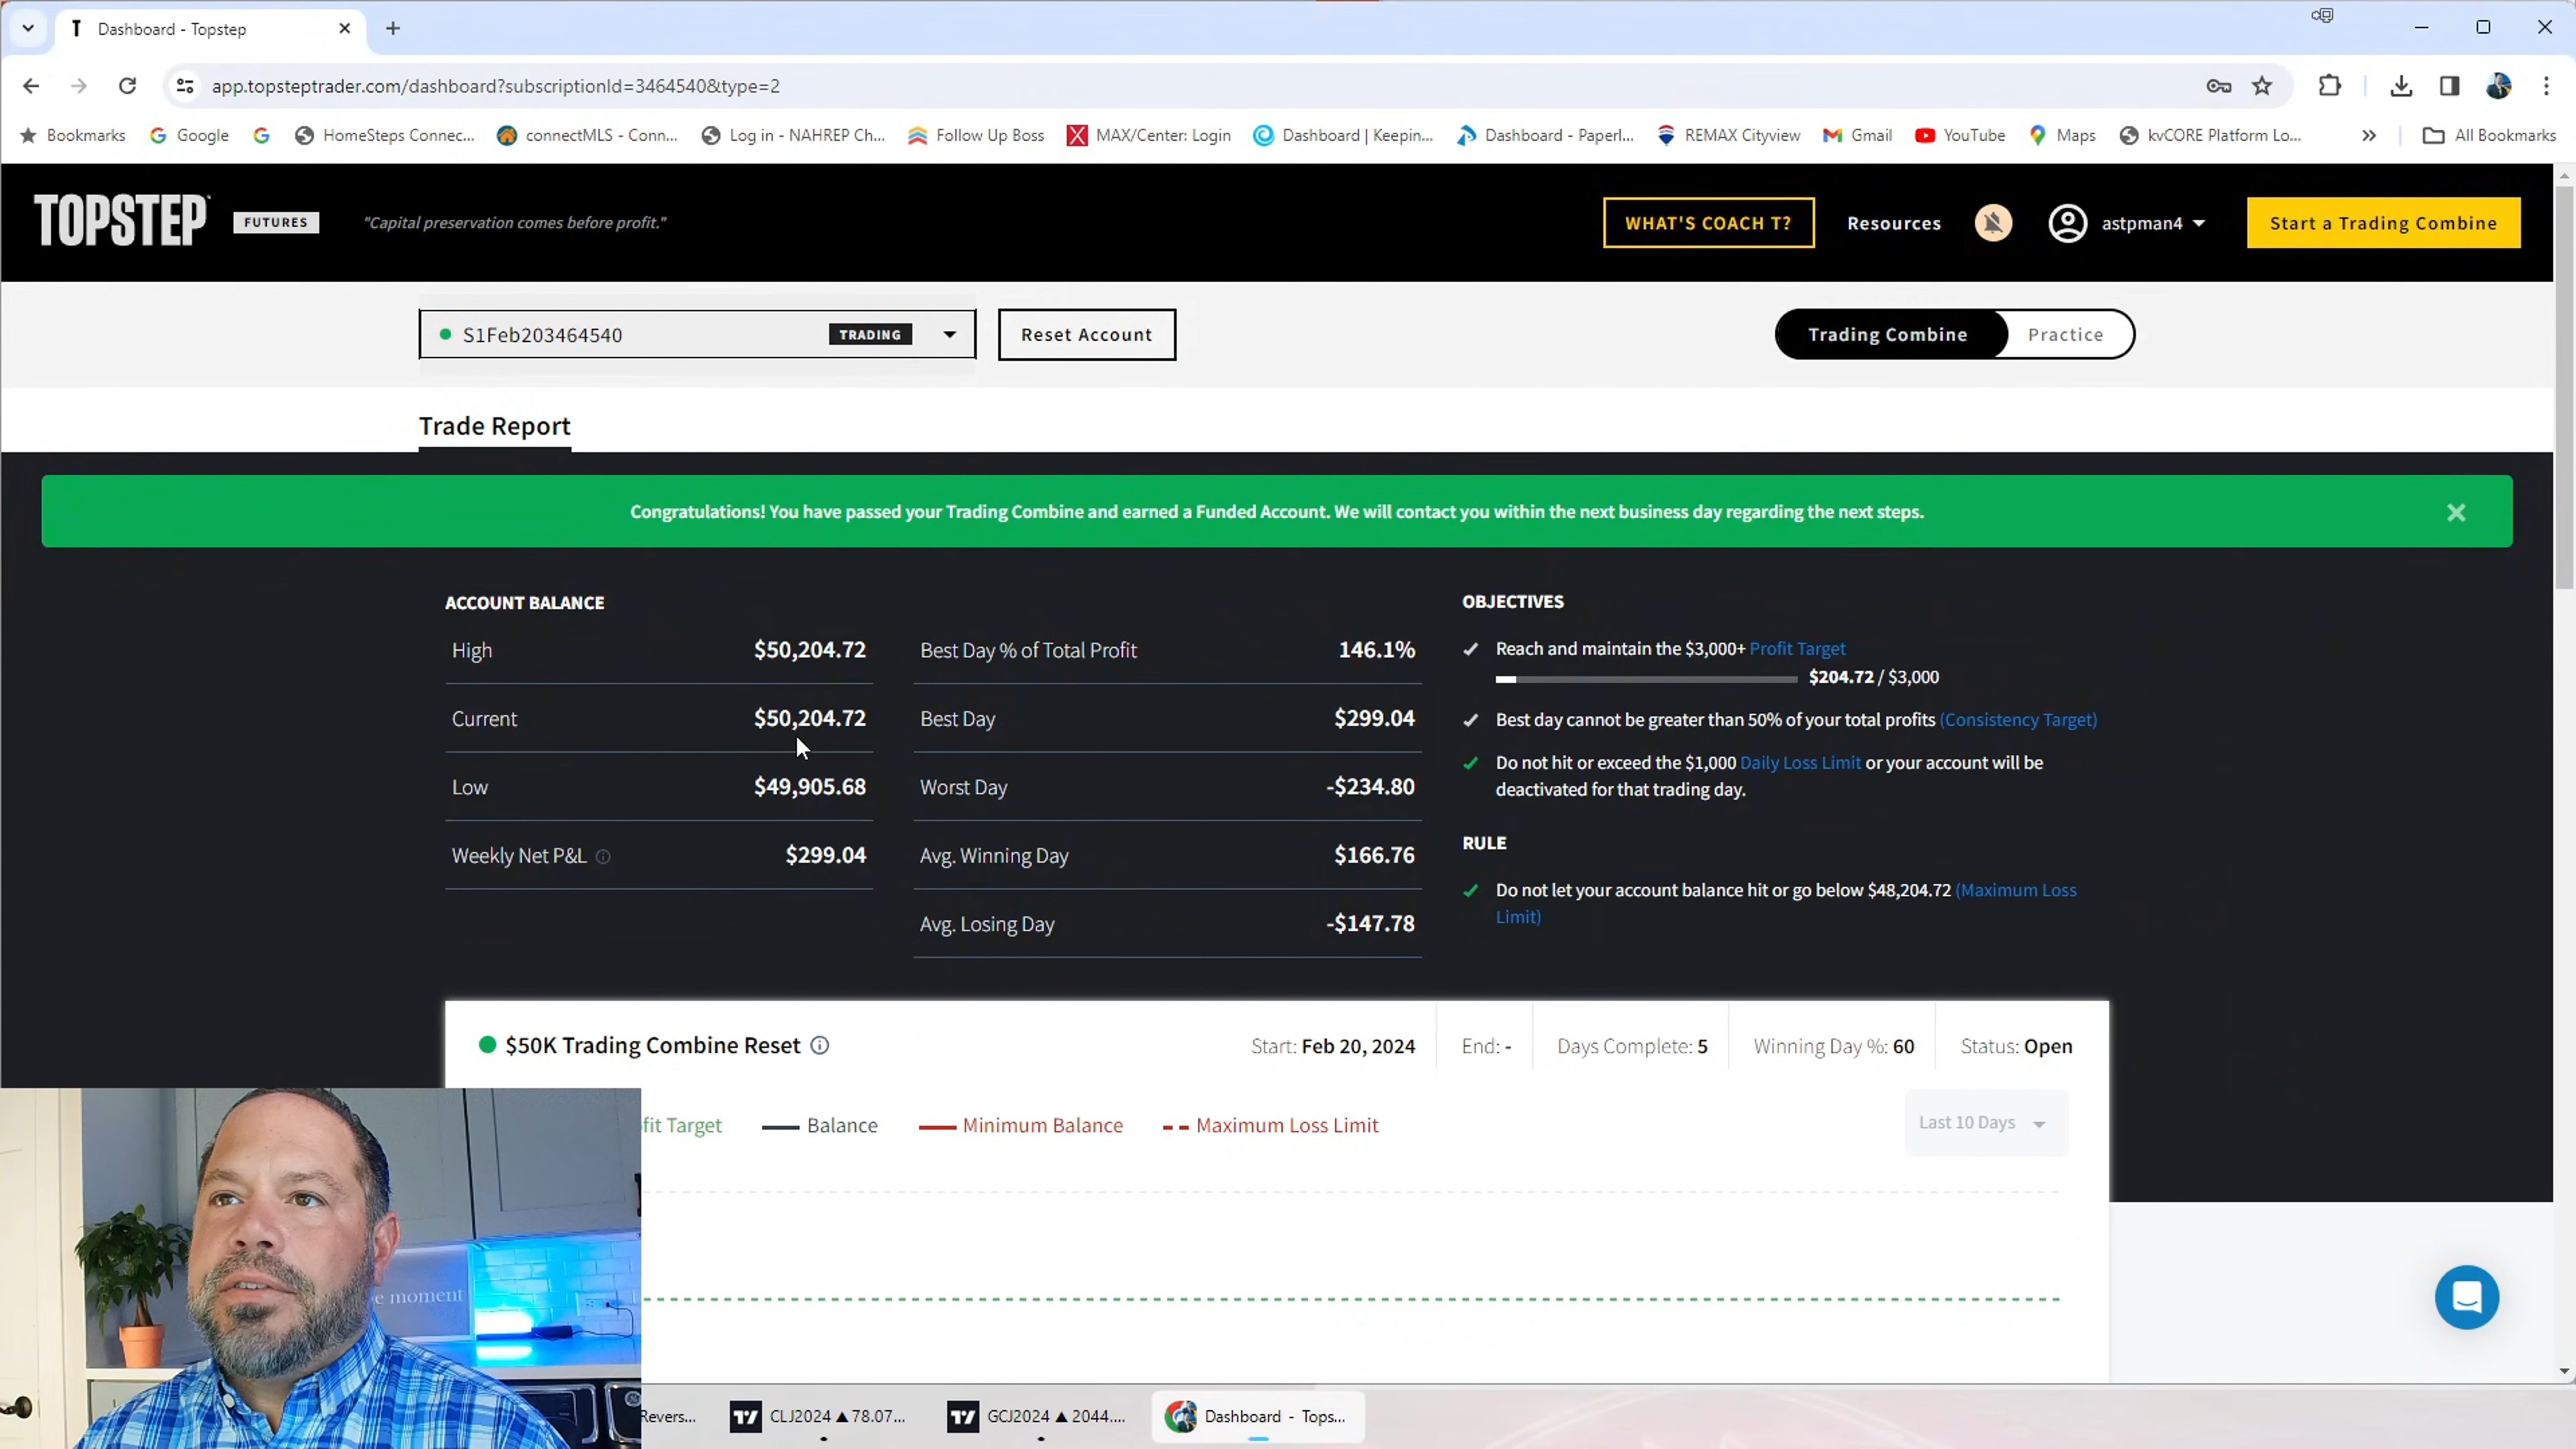 Dashboard - Topstep
app.topsteptrader.com/dashboard?subscriptionId=3464540&type=2
Bookmarks Google HomeSteps Connec... connectMLS - Conn... Log in - NAHREP Ch... Follow Up Boss MAX/Center: Login Dashboard | Keepin... Dashboard - Paperl... REMAX Cityview Gmail YouTube Maps kvCORE Platform Lo... » All Bookmarks
TOPSTEP FUTURES "Capital preservation comes before profit." WHAT'S COACH T? Resources astpman4 Start a Trading Combine
S1Feb203464540 TRADING Reset Account Trading Combine Practice
Trade Report
Congratulations! You have passed your Trading Combine and earned a Funded Account. We will contact you within the next business day regarding the next steps.
ACCOUNT BALANCE
High $50,204.72
Current $50,204.72
Low $49,905.68
Weekly Net P&L $299.04
Best Day % of Total Profit 146.1%
Best Day $299.04
Worst Day -$234.80
Avg. Winning Day $166.76
Avg. Losing Day -$147.78
OBJECTIVES
Reach and maintain the $3,000+ Profit Target
$204.72 / $3,000
Best day cannot be greater than 50% of your total profits (Consistency Target)
Do not hit or exceed the $1,000 Daily Loss Limit or your account will be
deactivated for that trading day.
RULE
Do not let your account balance hit or go below $48,204.72 (Maximum Loss
Limit)
$50K Trading Combine Reset Start: Feb 20, 2024 End: - Days Complete: 5 Winning Day %: 60 Status: Open
fit Target Balance Minimum Balance Maximum Loss Limit Last 10 Days
e moment
Revers... CLJ2024 ▲ 78.07... GCJ2024 ▲ 2044.... Dashboard - Tops...